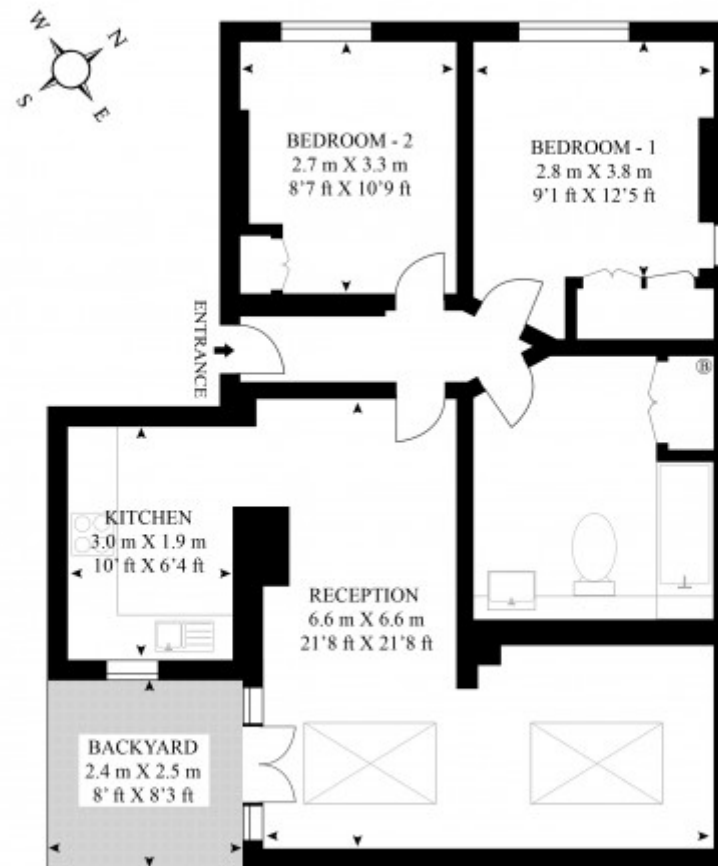 W
N
S
E
BEDROOM - 2
2.7 m X 3.3 m
8'7 ft X 10'9 ft
BEDROOM - 1
2.8 m X 3.8 m
9'1 ft X 12'5 ft
ENTRANCE
B
KITCHEN
3.0 m X 1.9 m
10' ft X 6'4 ft
RECEPTION
6.6 m X 6.6 m
21'8 ft X 21'8 ft
BACKYARD
2.4 m X 2.5 m
8' ft X 8'3 ft